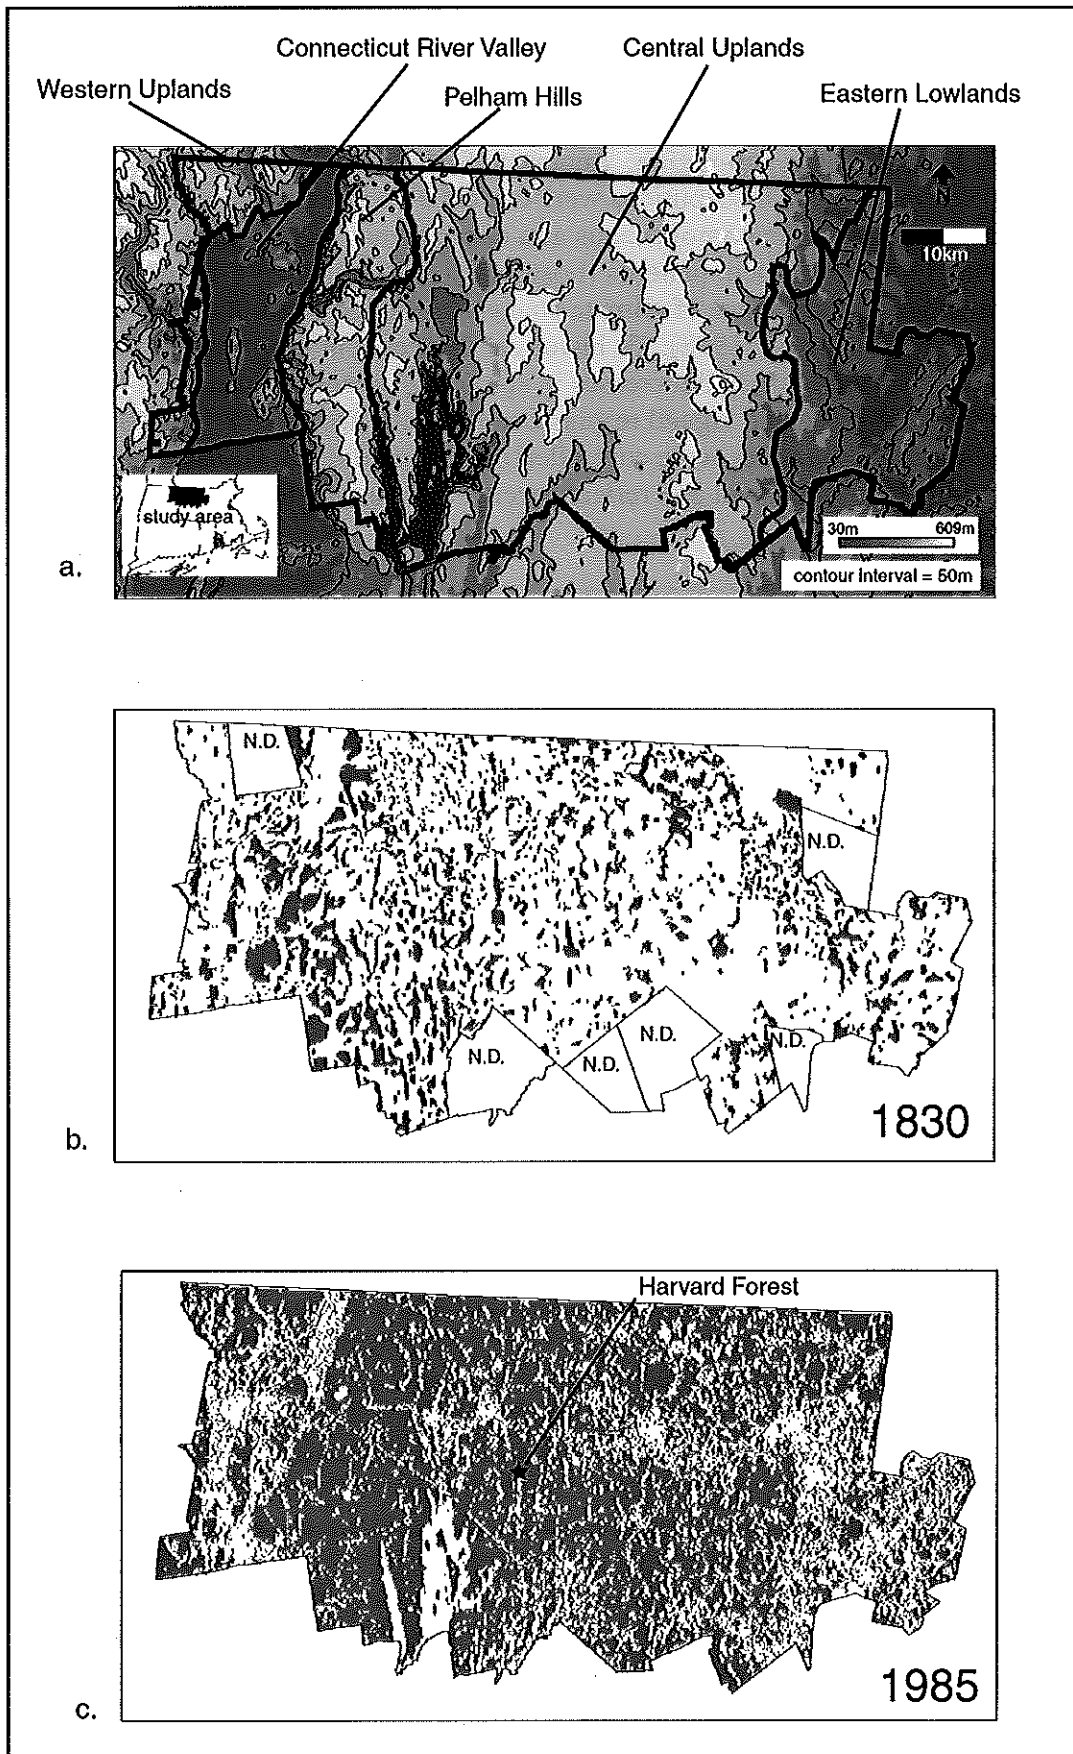 Connecticut River Valley
Central Uplands
Western Uplands
Pelham Hills
Eastern Lowlands
N
10km
study area
30m 609m
contour interval = 50m
a.
N.D.
N.D.
N.D.
N.D.
N.D.
N.D.
1830
b.
Harvard Forest
1985
c.